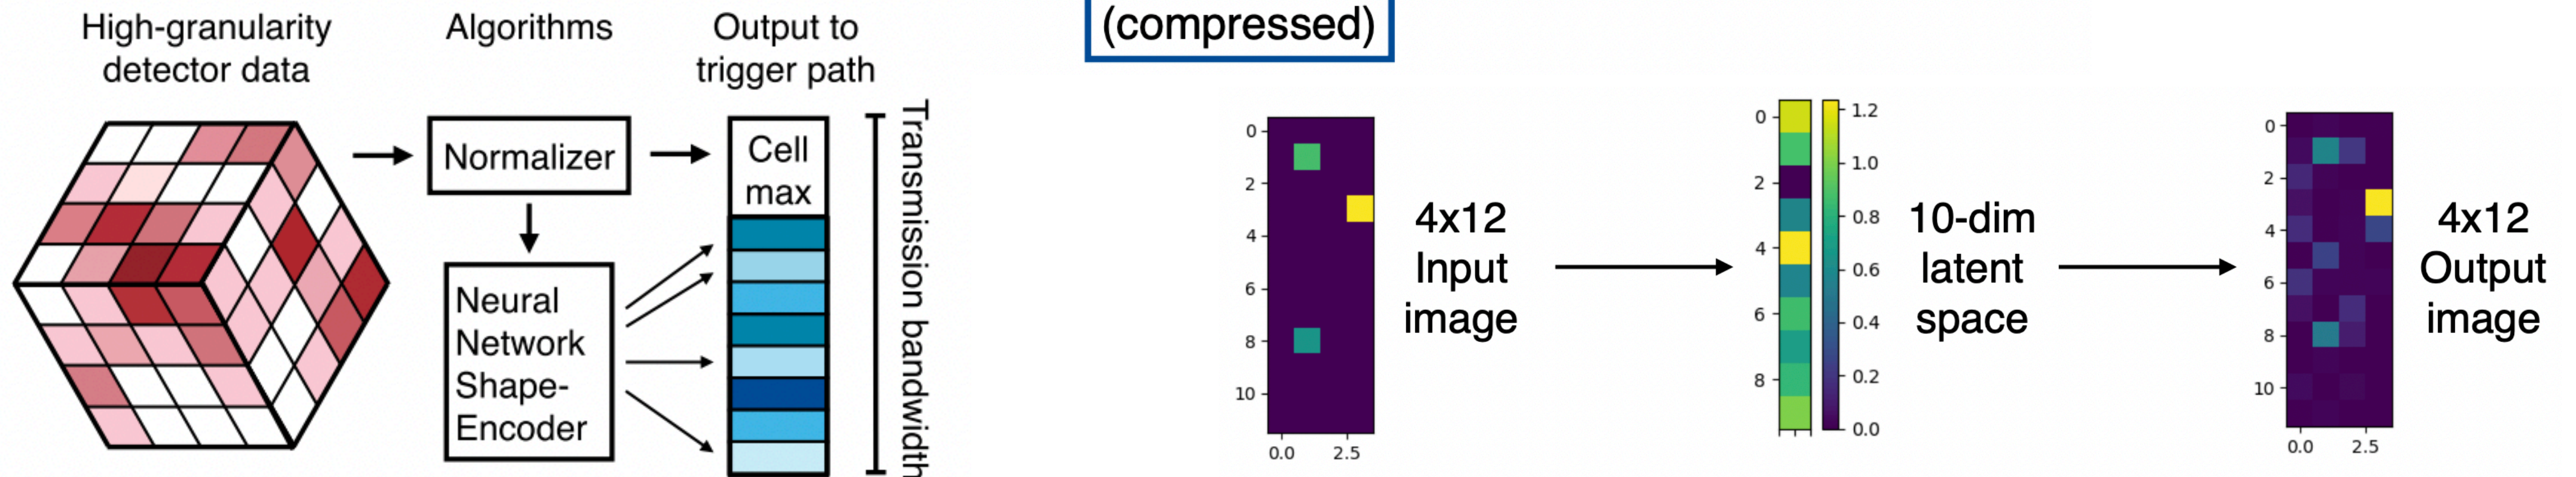 High-granularity
detector data
Algorithms
Output to
trigger path
Normalizer
Cell
max
Neural
Network
Shape-
Encoder
Transmission bandwidth
(compressed)
0
2
4
6
8
10
0.0 2.5
4x12
Input
image
0
2
4
6
8
1.2
1.0
0.8
0.6
0.4
0.2
0.0
10-dim
latent
space
0
2
4
6
8
10
0.0 2.5
4x12
Output
image